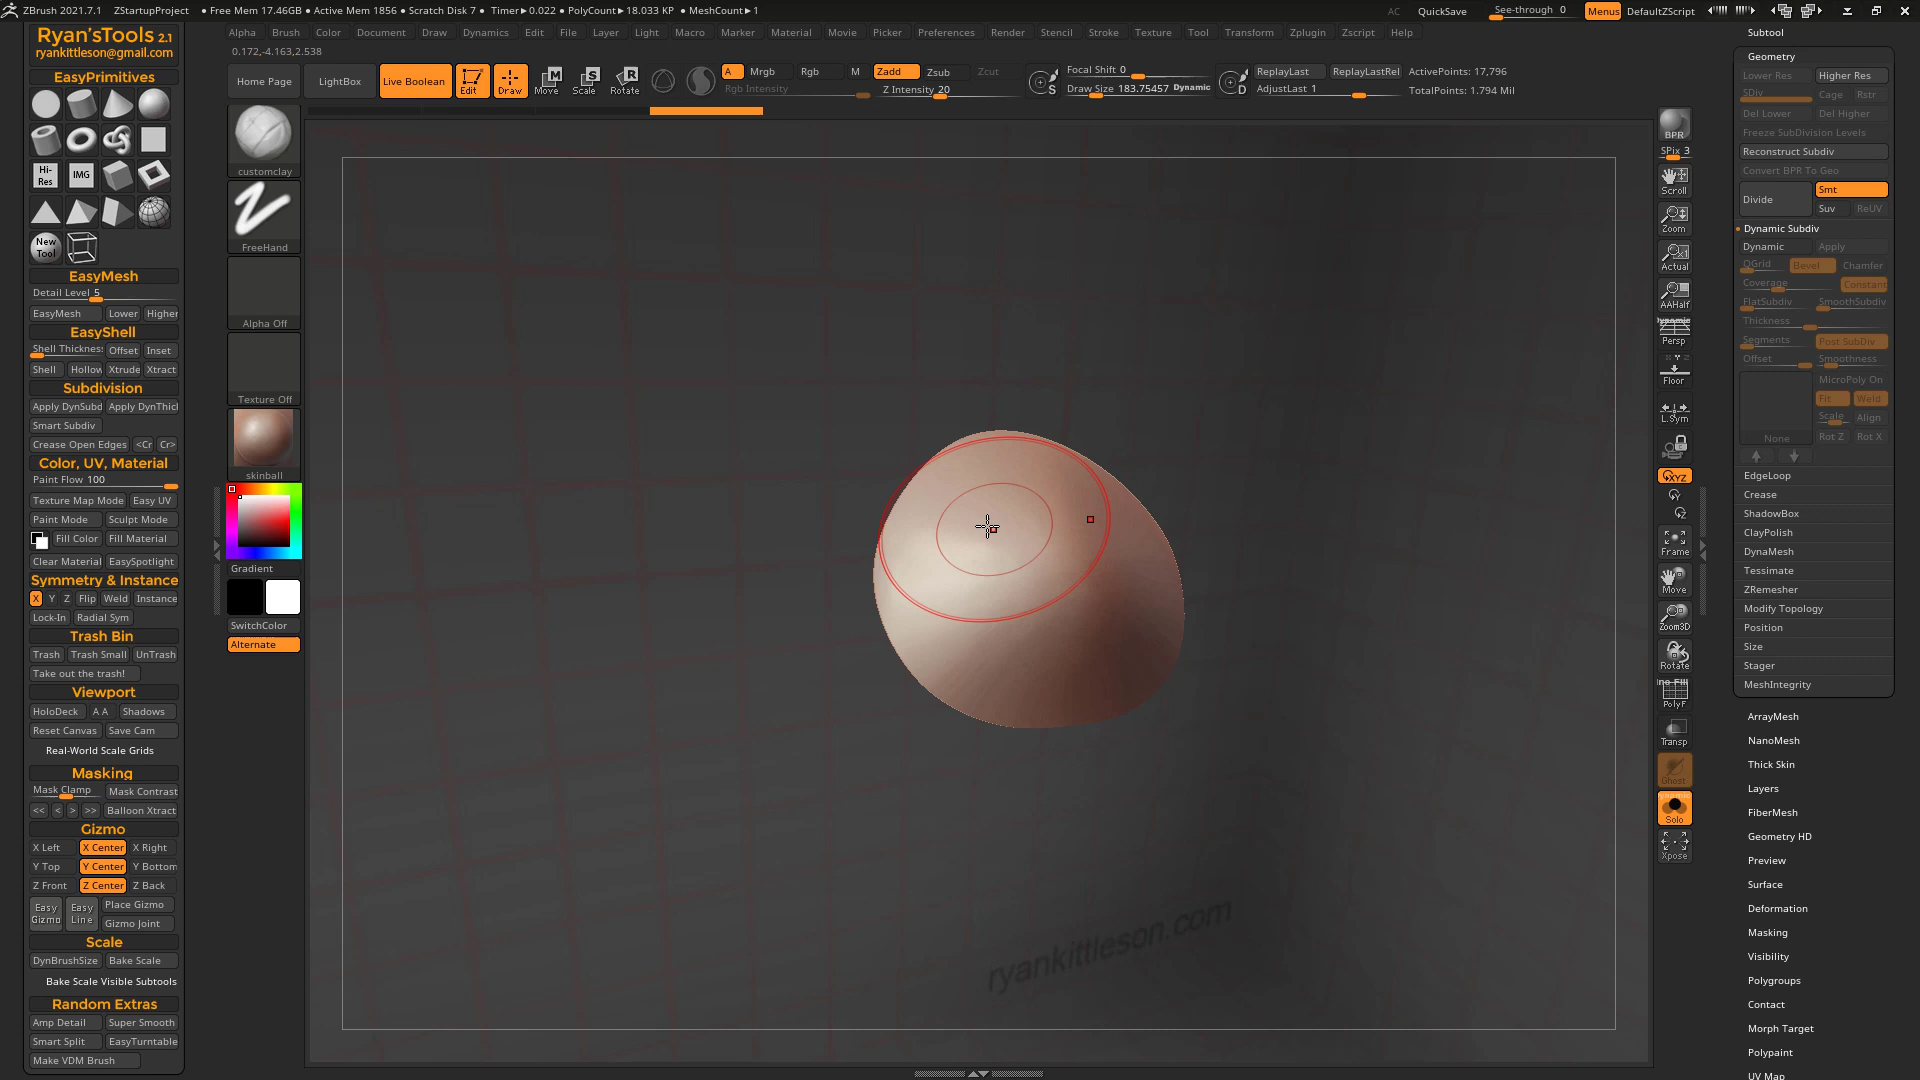 ZBrush 2021.7.1 ZStartupProject • Free Mem 17.46GB • Active Mem 1856 • Scratch Disk 7 • Timer▸0.022 • PolyCount▸18.033 KP • MeshCount▸1 AC QuickSave See-through 0 Menus DefaultZScript
Alpha Brush Color Document Draw Dynamics Edit File Layer Light Macro Marker Material Movie Picker Preferences Render Stencil Stroke Texture Tool Transform Zplugin Zscript Help
0.172,-4.163,2.538
Home Page LightBox Live Boolean Edit Draw Move Scale Rotate
A Mrgb Rgb M Zadd Zsub Zcut
Rgb Intensity Z Intensity 20
S Focal Shift 0
Draw Size 183.75457 Dynamic
D ReplayLast ReplayLastRel ActivePoints: 17,796
AdjustLast 1 TotalPoints: 1.794 Mil
Ryan'sTools 2.1
ryankittleson@gmail.com
EasyPrimitives
Hi-Res IMG
New Tool
EasyMesh
Detail Level 5
EasyMesh Lower Higher
EasyShell
Shell Thickness Offset Inset
Shell Hollow Xtrude Xtract
Subdivision
Apply DynSubd Apply DynThicl
Smart Subdiv
Crease Open Edges <Cr Cr>
Color, UV, Material
Paint Flow 100
Texture Map Mode Easy UV
Paint Mode Sculpt Mode
Fill Color Fill Material
Clear Material EasySpotlight
Symmetry & Instance
X Y Z Flip Weld Instance
Lock-In Radial Sym
Trash Bin
Trash Trash Small UnTrash
Take out the trash!
Viewport
HoloDeck A A Shadows
Reset Canvas Save Cam
Real-World Scale Grids
Masking
Mask Clamp Mask Contrast
<< < > >> Balloon Xtract
Gizmo
X Left X Center X Right
Y Top Y Center Y Bottom
Z Front Z Center Z Back
Easy Gizmo Easy Line Place Gizmo
Gizmo Joint
Scale
DynBrushSize Bake Scale
Bake Scale Visible Subtools
Random Extras
Amp Detail Super Smooth
Smart Split EasyTurntable
Make VDM Brush
customclay
FreeHand
Alpha Off
Texture Off
skinball
Gradient
SwitchColor
Alternate
ryankittleson.com
BPR
SPix 3
Scroll
Zoom
Actual
AAHalf
Dynamic
Persp
Floor
L.Sym
XYZ
Frame
Move
Zoom3D
Rotate
PolyF
Transp
Ghost
Solo
Xpose
Subtool
Geometry
Lower Res Higher Res
SDiv Cage Rstr
Del Lower Del Higher
Freeze SubDivision Levels
Reconstruct Subdiv
Convert BPR To Geo
Divide Smt
Suv ReUV
Dynamic Subdiv
Dynamic Apply
QGrid Bevel Chamfer
Coverage Constant
FlatSubdiv SmoothSubdiv
Thickness
Segments Post SubDiv
Offset Smoothness
MicroPoly On
Fit Weld
Scale Align
None Rot Z Rot X
EdgeLoop
Crease
ShadowBox
ClayPolish
DynaMesh
Tessimate
ZRemesher
Modify Topology
Position
Size
Stager
MeshIntegrity
ArrayMesh
NanoMesh
Thick Skin
Layers
FiberMesh
Geometry HD
Preview
Surface
Deformation
Masking
Visibility
Polygroups
Contact
Morph Target
Polypaint
UV Map